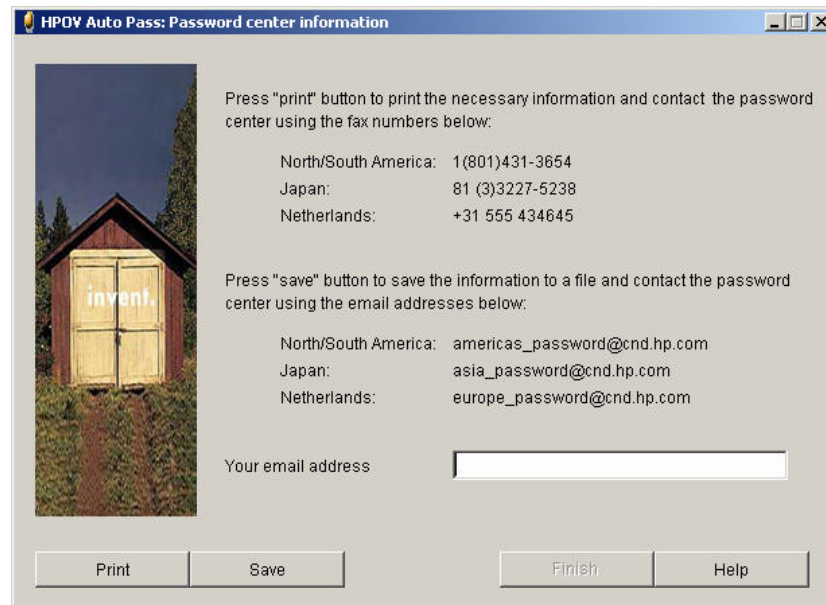 HPOV Auto Pass: Password center information
Press "print" button to print the necessary information and contact the password
center using the fax numbers below:
North/South America: 1(801)431-3654
Japan: 81 (3)3227-5238
Netherlands: +31 555 434645
Press "save" button to save the information to a file and contact the password
center using the email addresses below:
North/South America: americas_password@cnd.hp.com
Japan: asia_password@cnd.hp.com
Netherlands: europe_password@cnd.hp.com
invent.
Your email address
Print Save Finish Help